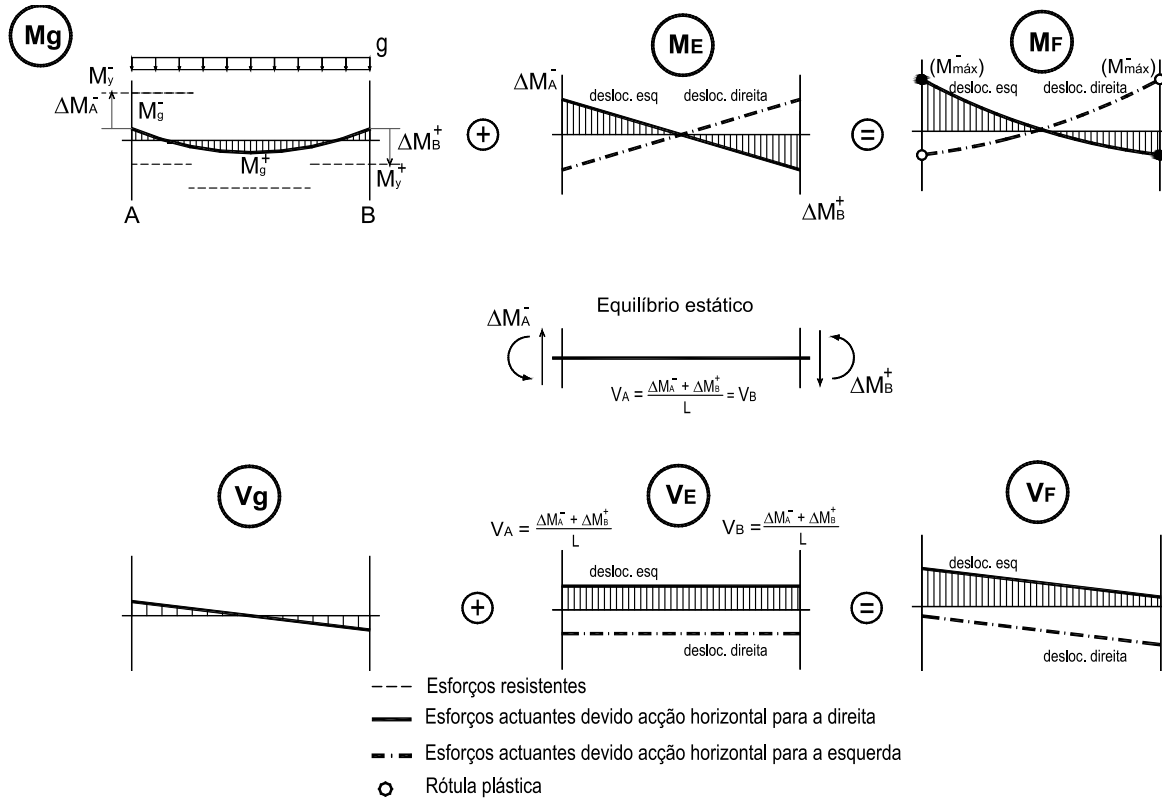 Mg
g
M⁻y
ΔM⁻A
M⁻g
ΔM⁺B
M⁺g
M⁺y
A
B
+
ME
ΔM⁻A
desloc. esq
desloc. direita
ΔM⁺B
=
MF
(M⁻máx)
(M⁻máx)
desloc. esq
desloc. direita
Equilíbrio estático
ΔM⁻A
ΔM⁺B
VA = (ΔM⁻A + ΔM⁺B) / L = VB
Vg
+
VE
VA = (ΔM⁻A + ΔM⁺B) / L
VB = (ΔM⁻A + ΔM⁺B) / L
desloc. esq
desloc. direita
=
VF
desloc. esq
desloc. direita
Esforços resistentes
Esforços actuantes devido acção horizontal para a direita
Esforços actuantes devido acção horizontal para a esquerda
Rótula plástica